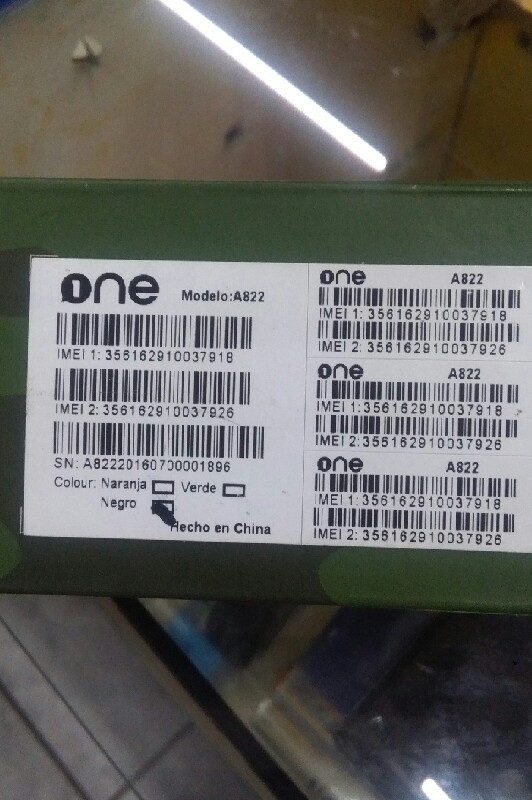 one Modelo:A822
IMEI 1: 356162910037918
IMEI 2: 356162910037926
SN: A82220160700001896
Colour: Naranja Verde
Negro
Hecho en China
one A822
IMEI 1: 356162910037918
IMEI 2: 356162910037926
one A822
IMEI 1: 356162910037918
IMEI 2: 356162910037926
one A822
IMEI 1: 356162910037918
IMEI 2: 356162910037926